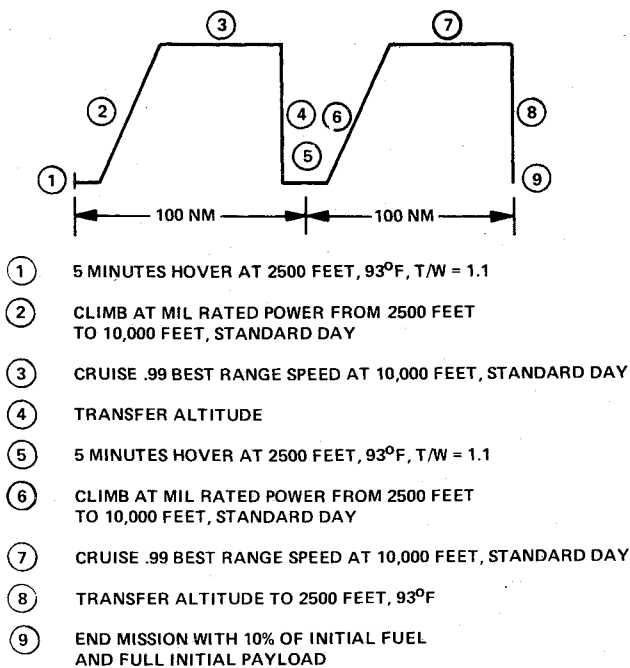 3
7
2
4
6
8
5
1
9
100 NM
100 NM
1 5 MINUTES HOVER AT 2500 FEET, 93ºF, T/W = 1.1
2 CLIMB AT MIL RATED POWER FROM 2500 FEET
TO 10,000 FEET, STANDARD DAY
3 CRUISE .99 BEST RANGE SPEED AT 10,000 FEET, STANDARD DAY
4 TRANSFER ALTITUDE
5 5 MINUTES HOVER AT 2500 FEET, 93ºF, T/W = 1.1
6 CLIMB AT MIL RATED POWER FROM 2500 FEET
TO 10,000 FEET, STANDARD DAY
7 CRUISE .99 BEST RANGE SPEED AT 10,000 FEET, STANDARD DAY
8 TRANSFER ALTITUDE TO 2500 FEET, 93ºF
9 END MISSION WITH 10% OF INITIAL FUEL
AND FULL INITIAL PAYLOAD